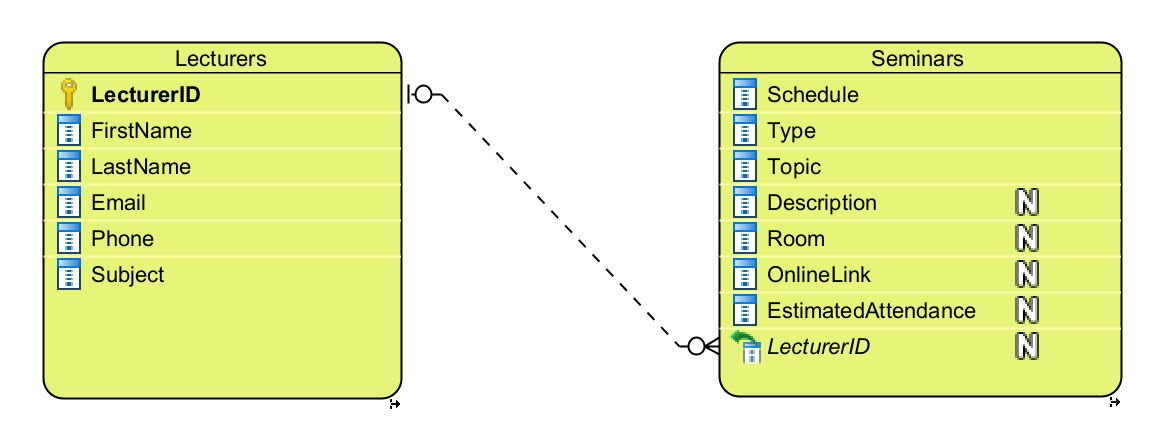 Lecturers
LecturerID
FirstName
LastName
Email
Phone
Subject
Seminars
Schedule
Type
Topic
Description N
Room N
OnlineLink N
EstimatedAttendance N
LecturerID N